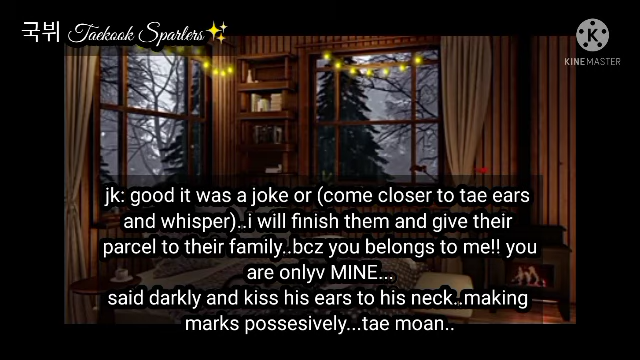 국뷔 Taekook Sparlers✨
KINEMASTER
jk: good it was a joke or (come closer to tae ears
and whisper)..i will finish them and give their
parcel to their family..bcz you belongs to me!! you
are onlyv MINE...
said darkly and kiss his ears to his neck..making
marks possesively...tae moan..